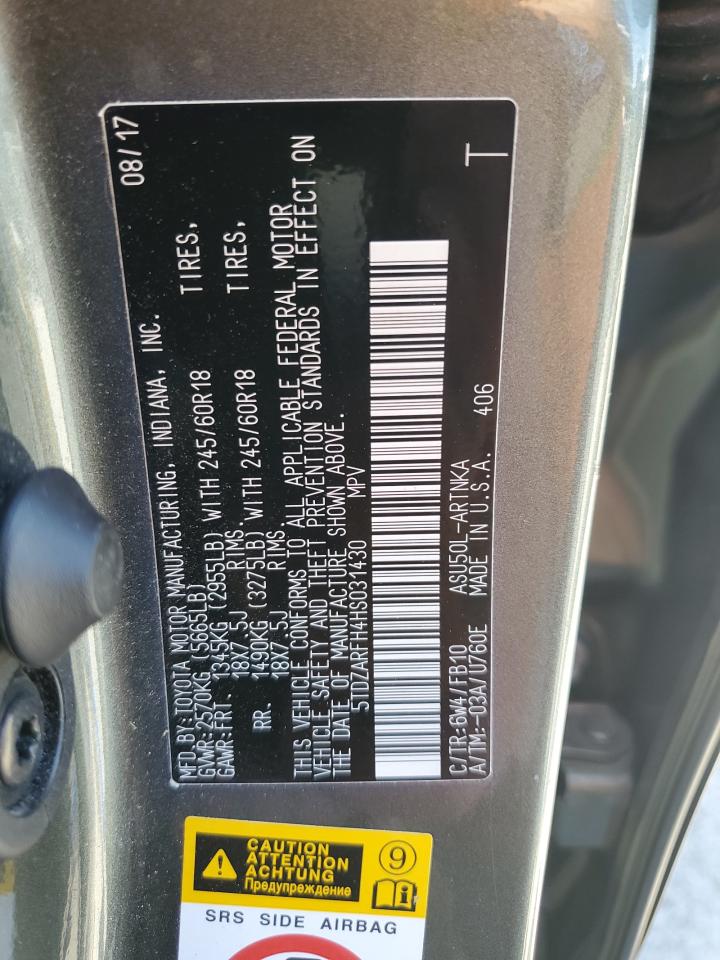 MFD.BY:TOYOTA MOTOR MANUFACTURING, INDIANA, INC. 08/17
GVWR:2570KG(5665LB)
GAWR:FRT. 1345KG (2955LB) WITH 245/60R18 TIRES,
18X7.5J RIMS.
RR. 1490KG (3275LB) WITH 245/60R18 TIRES,
18X7.5J RIMS.
THIS VEHICLE CONFORMS TO ALL APPLICABLE FEDERAL MOTOR
VEHICLE SAFETY AND THEFT PREVENTION STANDARDS IN EFFECT ON
THE DATE OF MANUFACTURE SHOWN ABOVE.
5TDZARFH4HS031430 MPV
C/TR:6W4/FB10 ASU50L-ARTNKA
A/TM:-03A/U760E MADE IN U.S.A. 406 T
CAUTION
ATTENTION
ACHTUNG
Предупреждение
9
i
SRS SIDE AIRBAG